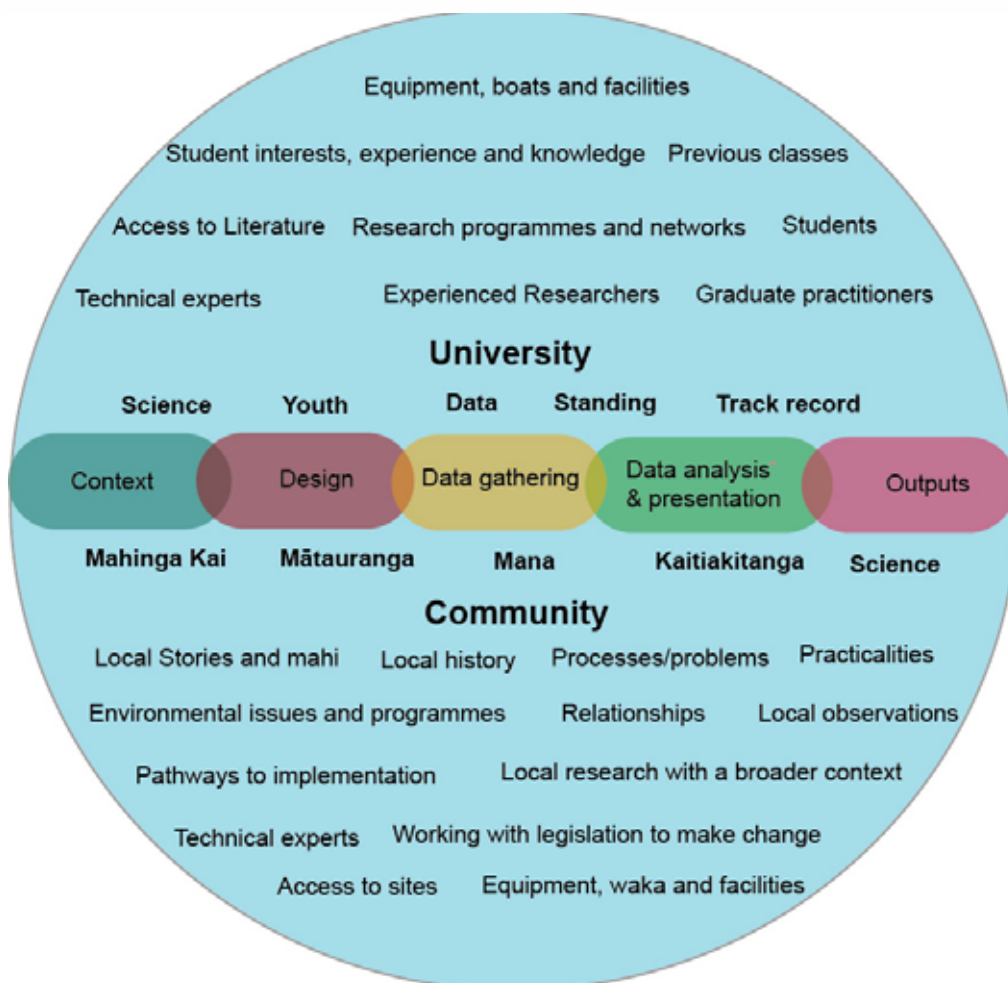 Equipment, boats and facilities
Student interests, experience and knowledge Previous classes
Access to Literature Research programmes and networks Students
Technical experts Experienced Researchers Graduate practitioners
University
Science Youth Data Standing Track record
Context Design Data gathering Data analysis
& presentation Outputs
Mahinga Kai Mātauranga Mana Kaitiakitanga Science
Community
Local Stories and mahi Local history Processes/problems Practicalities
Environmental issues and programmes Relationships Local observations
Pathways to implementation Local research with a broader context
Technical experts Working with legislation to make change
Access to sites Equipment, waka and facilities